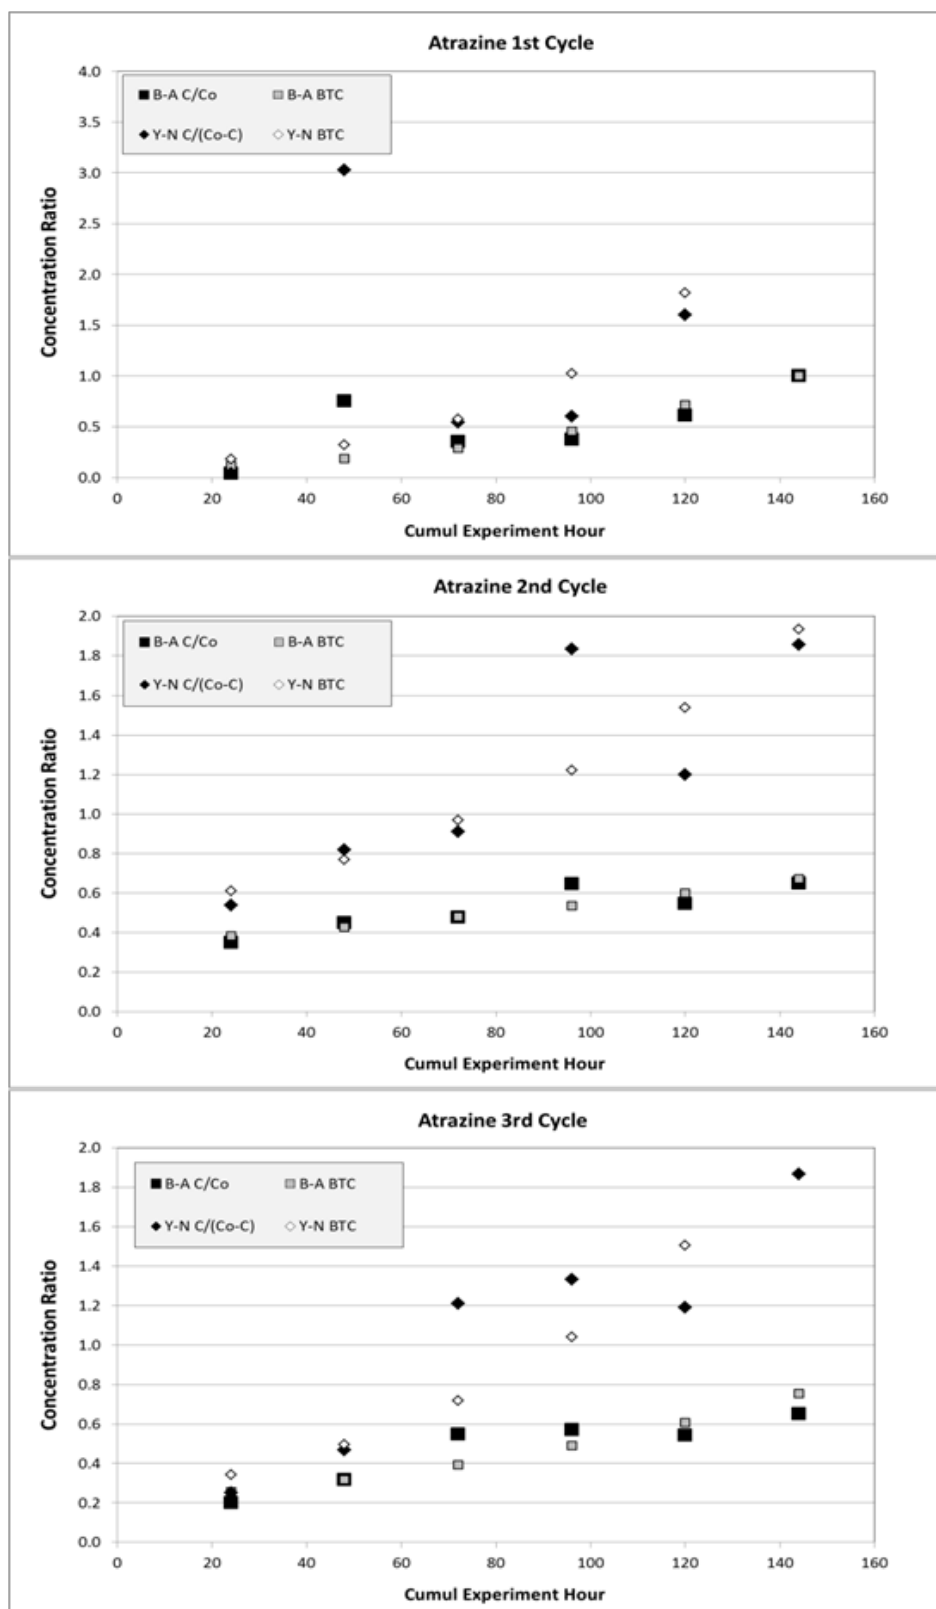 Atrazine 1st Cycle
4.0
3.5
3.0
2.5
2.0
1.5
1.0
0.5
0.0
B-A C/Co B-A BTC
Y-N C/(Co-C) Y-N BTC
Concentration Ratio
0 20 40 60 80 100 120 140 160
Cumul Experiment Hour
Atrazine 2nd Cycle
2.0
1.8
1.6
1.4
1.2
1.0
0.8
0.6
0.4
0.2
0.0
B-A C/Co B-A BTC
Y-N C/(Co-C) Y-N BTC
Concentration Ratio
0 20 40 60 80 100 120 140 160
Cumul Experiment Hour
Atrazine 3rd Cycle
2.0
1.8
1.6
1.4
1.2
1.0
0.8
0.6
0.4
0.2
0.0
B-A C/Co B-A BTC
Y-N C/(Co-C) Y-N BTC
Concentration Ratio
0 20 40 60 80 100 120 140 160
Cumul Experiment Hour